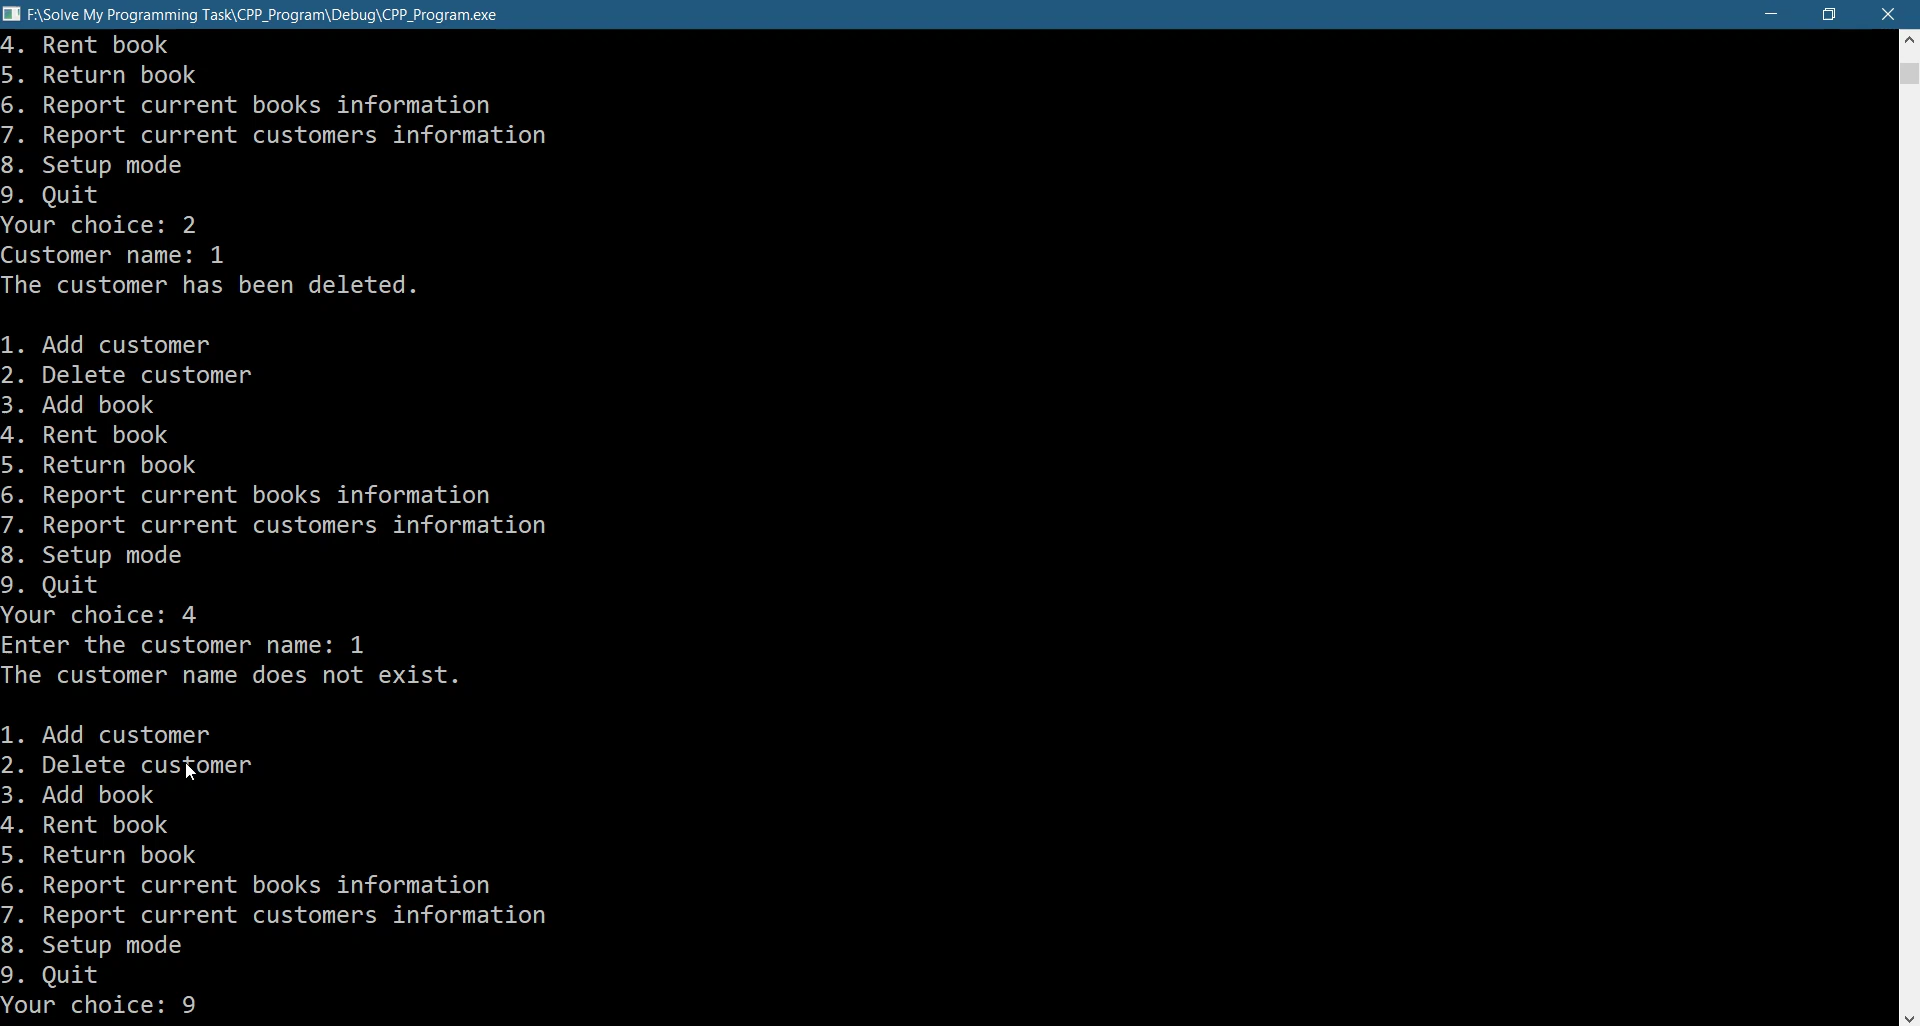 F:\Solve My Programming Task\CPP_Program\Debug\CPP_Program.exe
4. Rent book
5. Return book
6. Report current books information
7. Report current customers information
8. Setup mode
9. Quit
Your choice: 2
Customer name: 1
The customer has been deleted.
1. Add customer
2. Delete customer
3. Add book
4. Rent book
5. Return book
6. Report current books information
7. Report current customers information
8. Setup mode
9. Quit
Your choice: 4
Enter the customer name: 1
The customer name does not exist.
1. Add customer
2. Delete customer
3. Add book
4. Rent book
5. Return book
6. Report current books information
7. Report current customers information
8. Setup mode
9. Quit
Your choice: 9